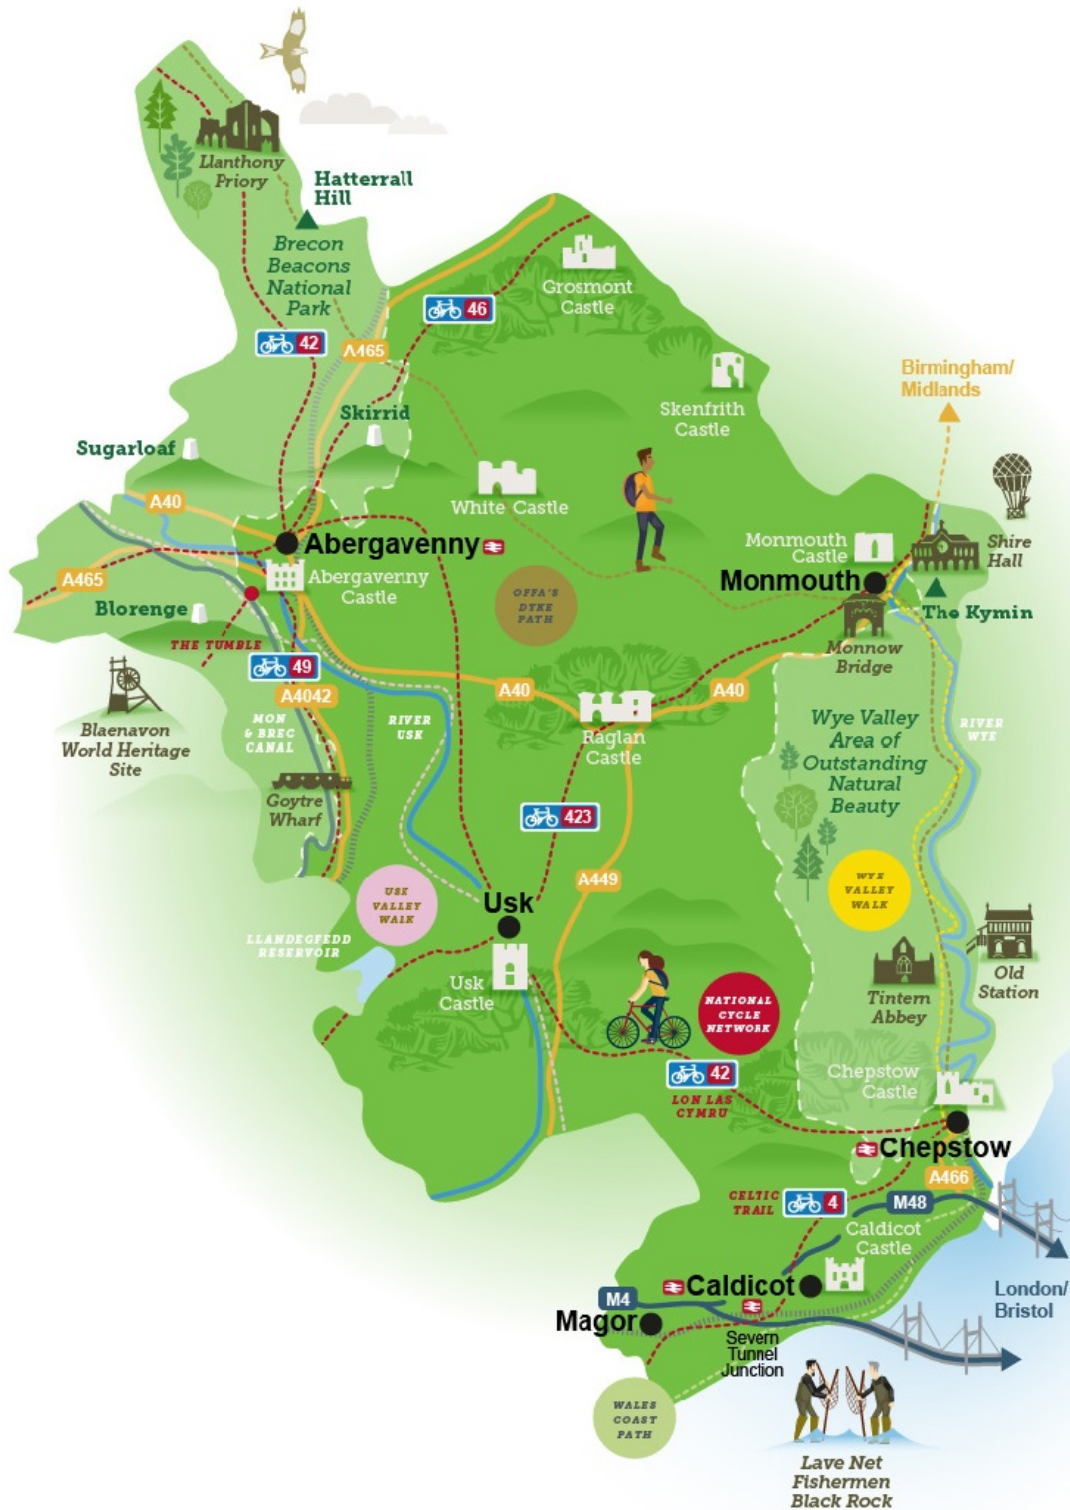 Llanthony
Priory
Hatterrall
Hill
Brecon
Beacons
National
Park
46
Grosmont
Castle
42
A465
Birmingham/
Midlands
Skenfrith
Castle
Skirrid
Sugarloaf
White Castle
A40
Shire
Hall
Monmouth
Castle
Abergavenny
Monmouth
A465
Abergavenny
Castle
OFFA'S
DYKE
PATH
Blorenge
The Kymin
THE TUMBLE
Monnow
Bridge
49
A4042
A40
A40
Raglan
Castle
Blaenavon
World Heritage
Site
MON
& BREC
CANAL
RIVER
USK
Wye Valley
Area of
Outstanding
Natural
Beauty
RIVER
WYE
Goytre
Wharf
423
A449
USK
VALLEY
WALK
WYE
VALLEY
WALK
Usk
LLANDEGFEDD
RESERVOIR
Usk
Castle
Old
Station
Tintern
Abbey
NATIONAL
CYCLE
NETWORK
42
LON LAS
CYMRU
Chepstow
Castle
Chepstow
A466
CELTIC
TRAIL
4
M48
Caldicot
Castle
Caldicot
M4
Magor
London/
Bristol
Severn
Tunnel
Junction
WALES
COAST
PATH
Lave Net
Fishermen
Black Rock